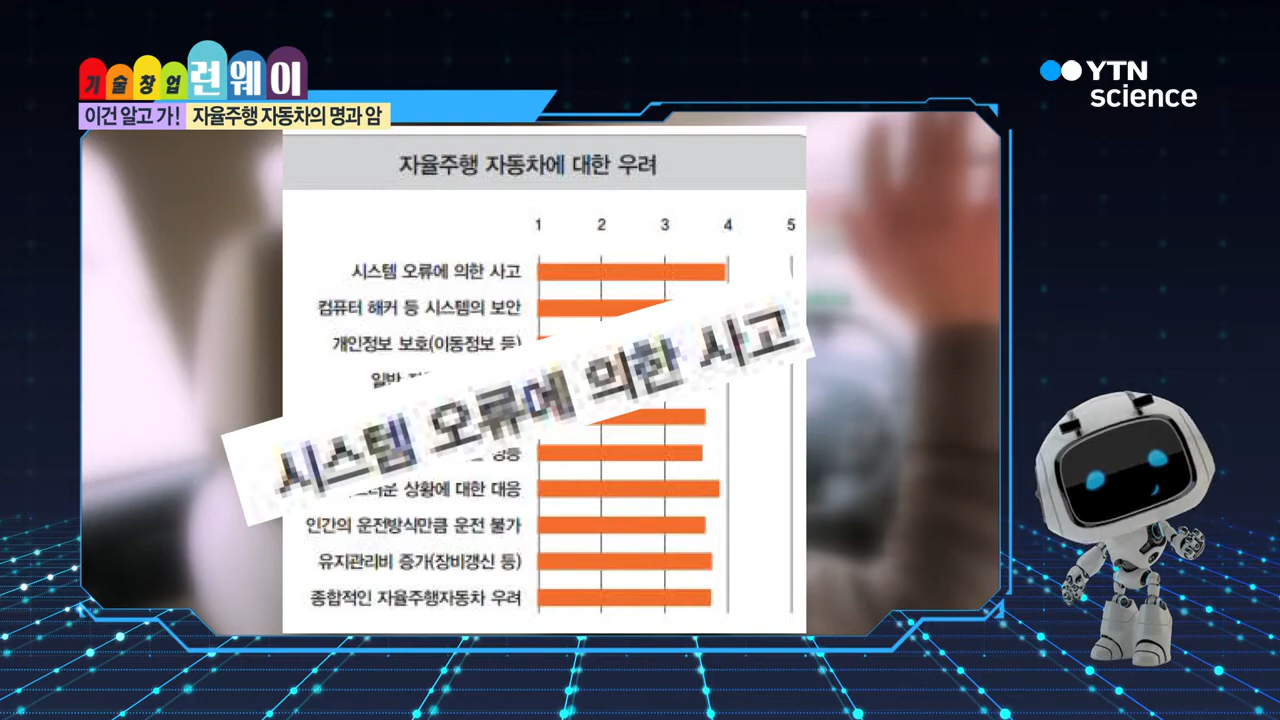 기술창업런웨이
이건 알고 가! 자율주행 자동차의 명과 암
YTN
science
자율주행 자동차에 대한 우려
1 2 3 4 5
시스템 오류에 의한 사고
컴퓨터 해커 등 시스템의 보안
개인정보 보호(이동정보 등)
일반
시스템 오류에 의한 사고
상황에 대한 대응
인간의 운전방식만큼 운전 불가
유지관리비 증가(장비갱신 등)
종합적인 자율주행자동차 우려